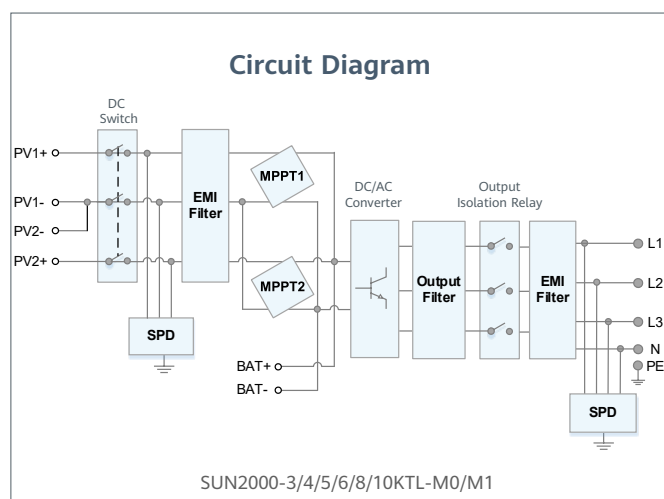 Circuit Diagram
DC
Switch
PV1+
PV1-
PV2-
PV2+
EMI
Filter
MPPT1
MPPT2
SPD
BAT+
BAT-
DC/AC
Converter
Output
Filter
Output
Isolation Relay
EMI
Filter
L1
L2
L3
N
PE
SPD
SUN2000-3/4/5/6/8/10KTL-M0/M1